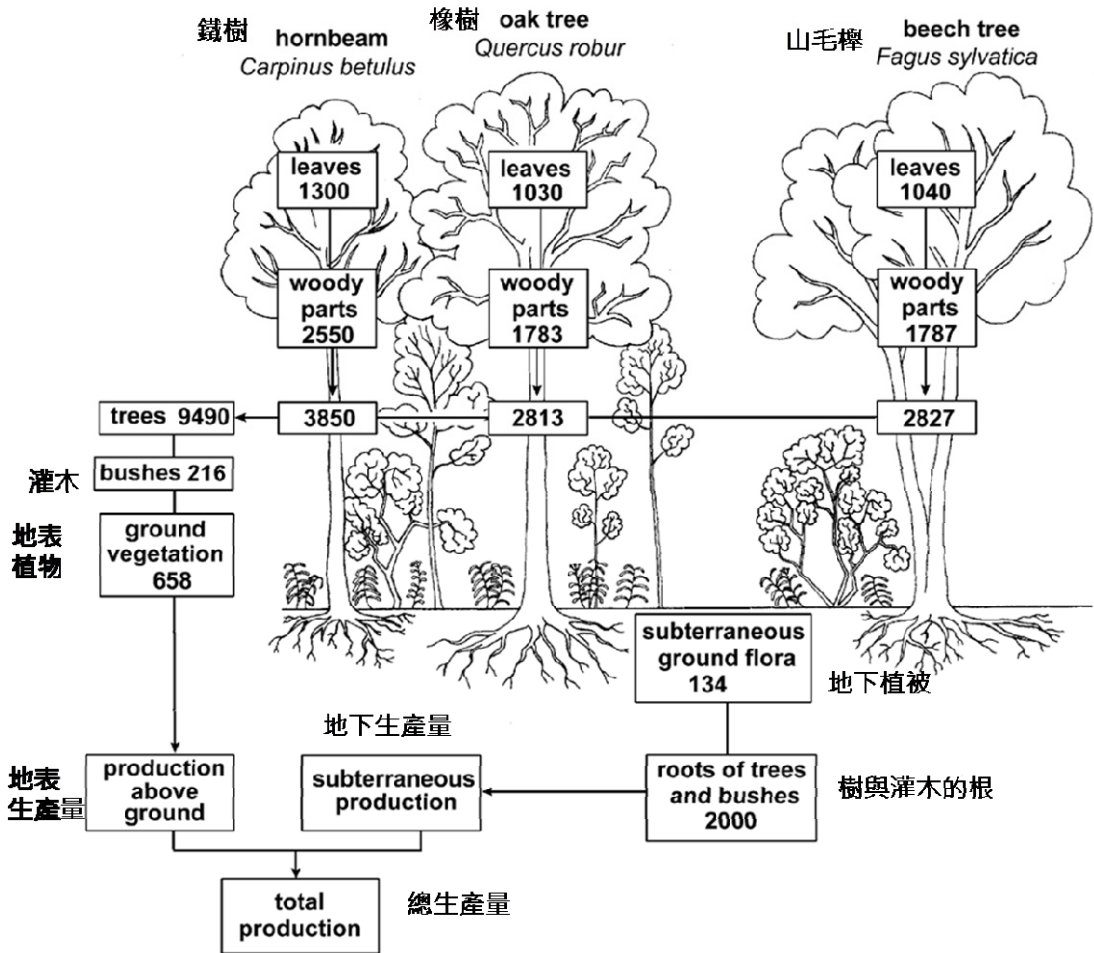 鐵樹
hornbeam
Carpinus betulus
橡樹
oak tree
Quercus robur
山毛櫸
beech tree
Fagus sylvatica
leaves
1300
leaves
1030
leaves
1040
woody
parts
2550
woody
parts
1783
woody
parts
1787
trees 9490
3850
2813
2827
灌木
bushes 216
地表
植物
ground
vegetation
658
subterraneous
ground flora
134
地下植被
地下生產量
地表
生產量
production
above
ground
subterraneous
production
roots of trees
and bushes
2000
樹與灌木的根
total
production
總生產量